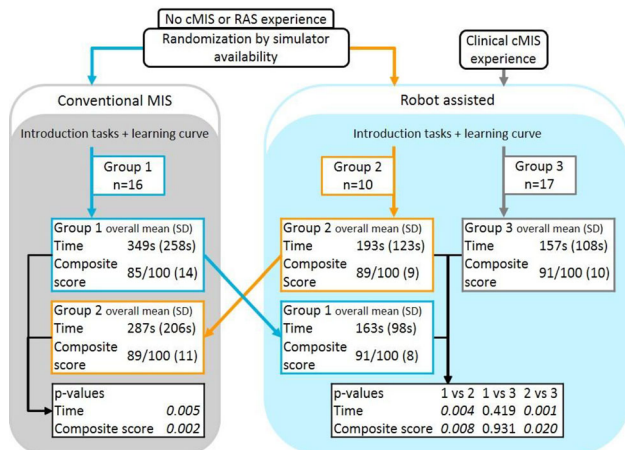 No cMIS or RAS experience
Randomization by simulator
availability
Clinical cMIS
experience
Conventional MIS
Robot assisted
Introduction tasks + learning curve
Introduction tasks + learning curve
Group 1
n=16
Group 2
n=10
Group 3
n=17
Group 1 overall mean (SD)
Time 349s (258s)
Composite
score 85/100 (14)
Group 2 overall mean (SD)
Time 193s (123s)
Composite
Score 89/100 (9)
Group 3 overall mean (SD)
Time 157s (108s)
Composite
score 91/100 (10)
Group 2 overall mean (SD)
Time 287s (206s)
Composite
score 89/100 (11)
Group 1 overall mean (SD)
Time 163s (98s)
Composite
score 91/100 (8)
p-values
Time 0.005
Composite score 0.002
p-values 1 vs 2 1 vs 3 2 vs 3
Time 0.004 0.419 0.001
Composite score 0.008 0.931 0.020